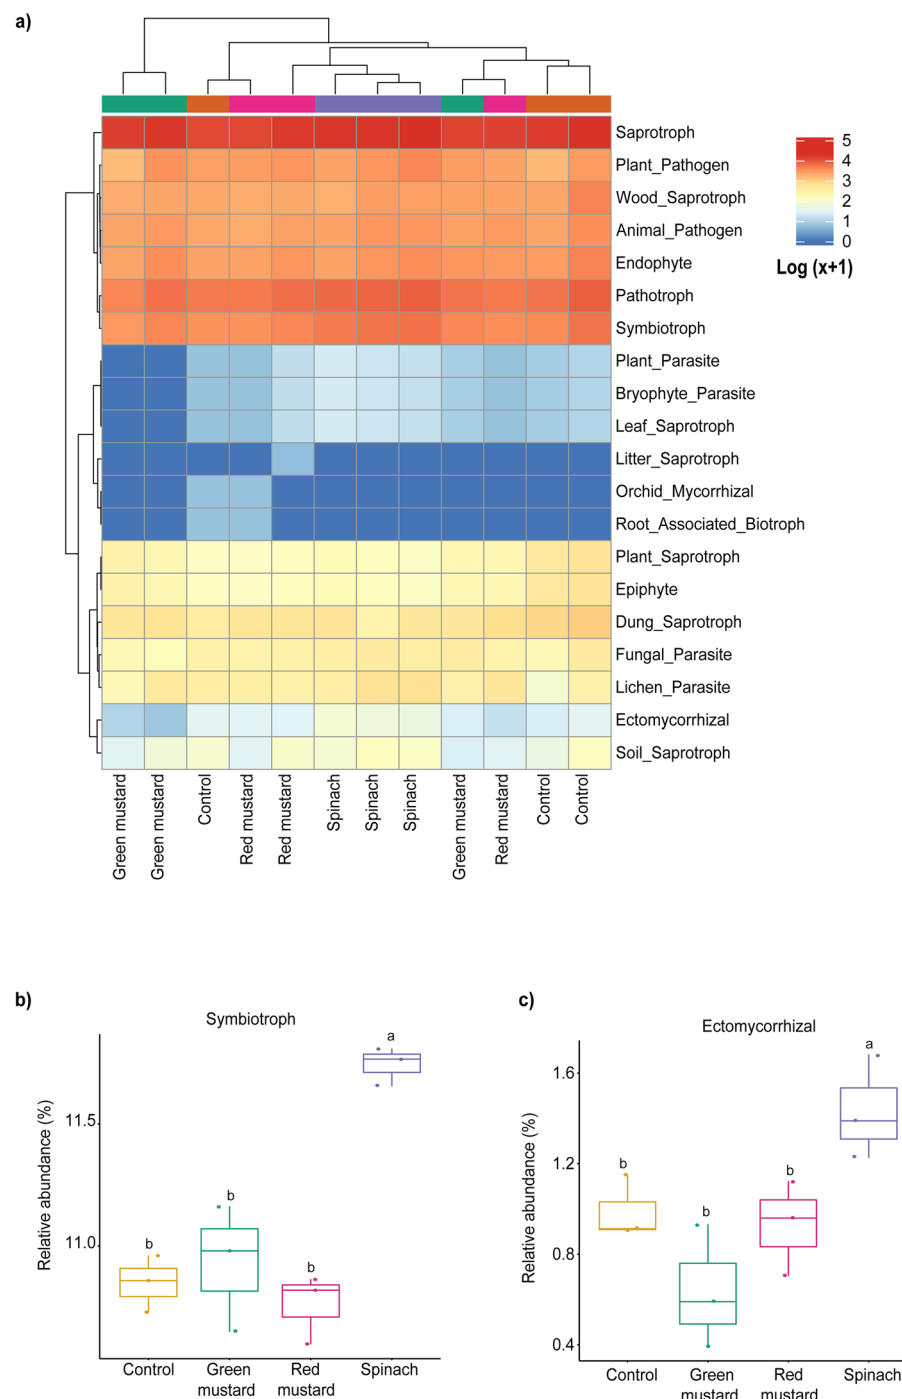 a)
Saprotroph
Plant_Pathogen
Wood_Saprotroph
Animal_Pathogen
Endophyte
Pathotroph
Symbiotroph
Plant_Parasite
Bryophyte_Parasite
Leaf_Saprotroph
Litter_Saprotroph
Orchid_Mycorrhizal
Root_Associated_Biotroph
Plant_Saprotroph
Epiphyte
Dung_Saprotroph
Fungal_Parasite
Lichen_Parasite
Ectomycorrhizal
Soil_Saprotroph
5
4
3
2
1
0
Log (x+1)
Green mustard
Green mustard
Control
Red mustard
Red mustard
Spinach
Spinach
Spinach
Green mustard
Red mustard
Control
Control
b)
Symbiotroph
Relative abundance (%)
11.5
11.0
b
b
b
a
Control
Green
mustard
Red
mustard
Spinach
c)
Ectomycorrhizal
Relative abundance (%)
1.6
1.2
0.8
0.4
b
b
b
a
Control
Green
mustard
Red
mustard
Spinach